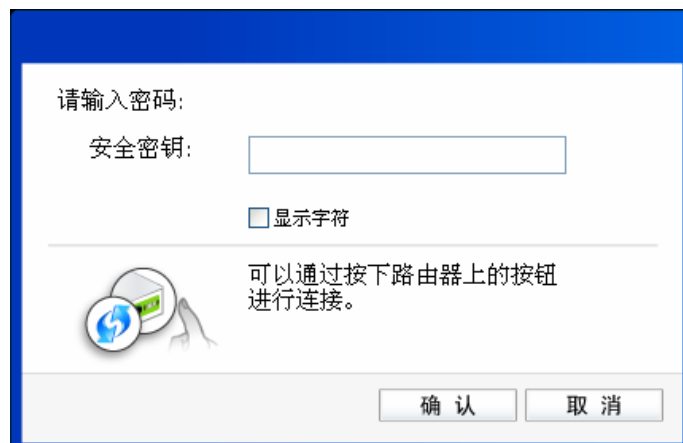 请输入密码:
安全密钥:
显示字符
可以通过按下路由器上的按钮
进行连接。
确 认
取 消